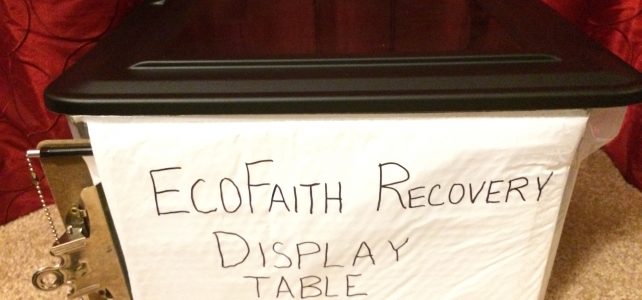 ECOFAITH RECOVERY
DISPLAY
TABLE